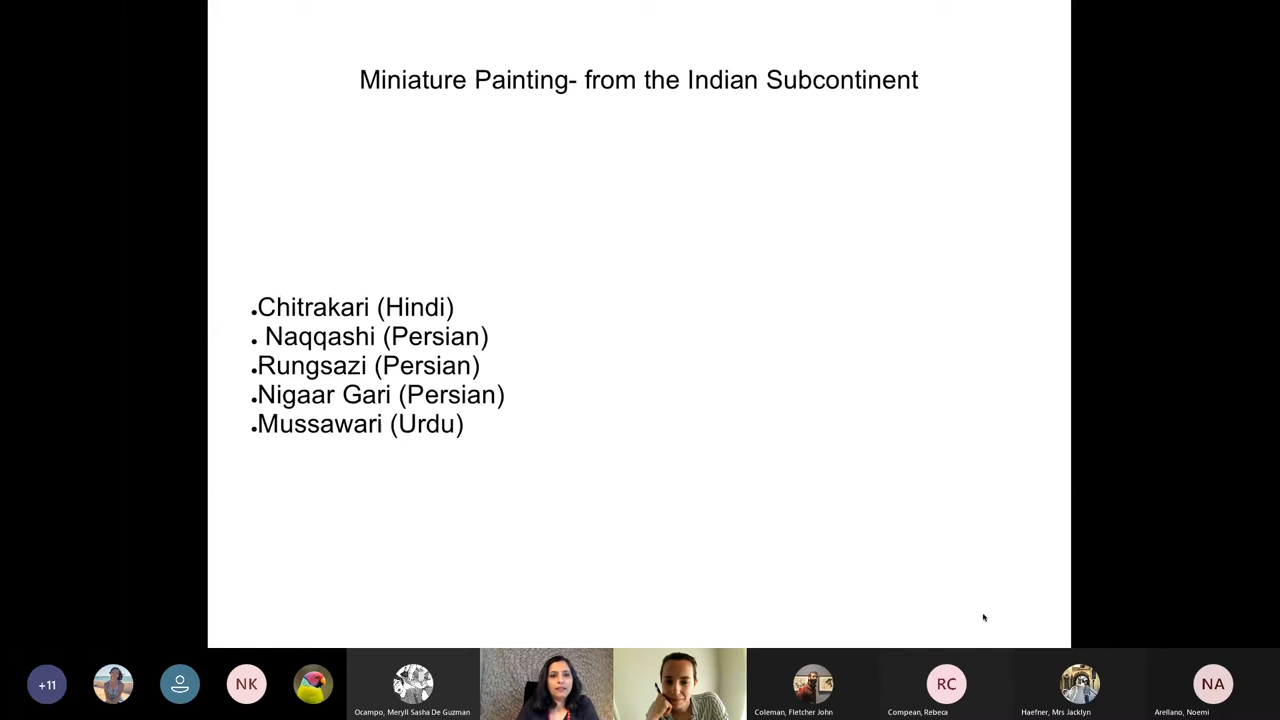 Miniature Painting- from the Indian Subcontinent
•Chitrakari (Hindi)
• Naqqashi (Persian)
•Rungsazi (Persian)
•Nigaar Gari (Persian)
•Mussawari (Urdu)
+11
NK
RC
NA
Ocampo, Meryll Sasha De Guzman
Coleman, Fletcher John
Compean, Rebeca
Haefner, Mrs Jacklyn
Arellano, Noemi